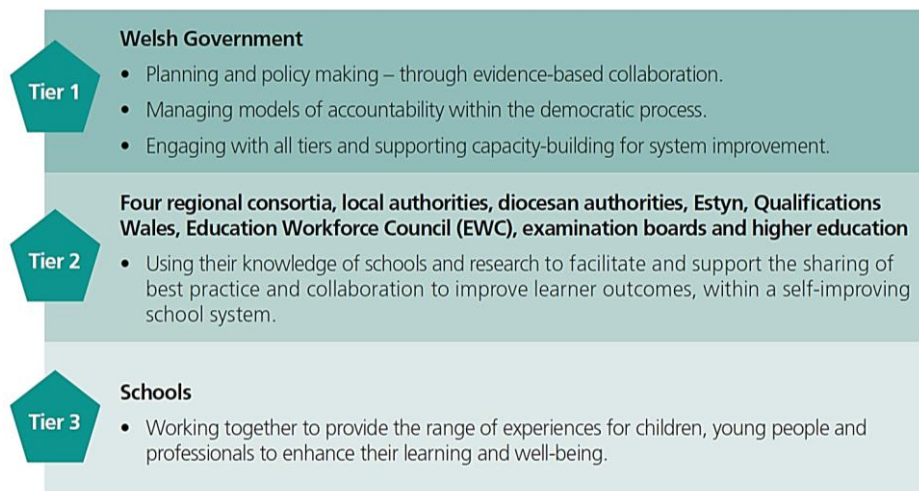 Tier 1
Welsh Government
• Planning and policy making – through evidence-based collaboration.
• Managing models of accountability within the democratic process.
• Engaging with all tiers and supporting capacity-building for system improvement.
Tier 2
Four regional consortia, local authorities, diocesan authorities, Estyn, Qualifications
Wales, Education Workforce Council (EWC), examination boards and higher education
• Using their knowledge of schools and research to facilitate and support the sharing of
best practice and collaboration to improve learner outcomes, within a self-improving
school system.
Tier 3
Schools
• Working together to provide the range of experiences for children, young people and
professionals to enhance their learning and well-being.